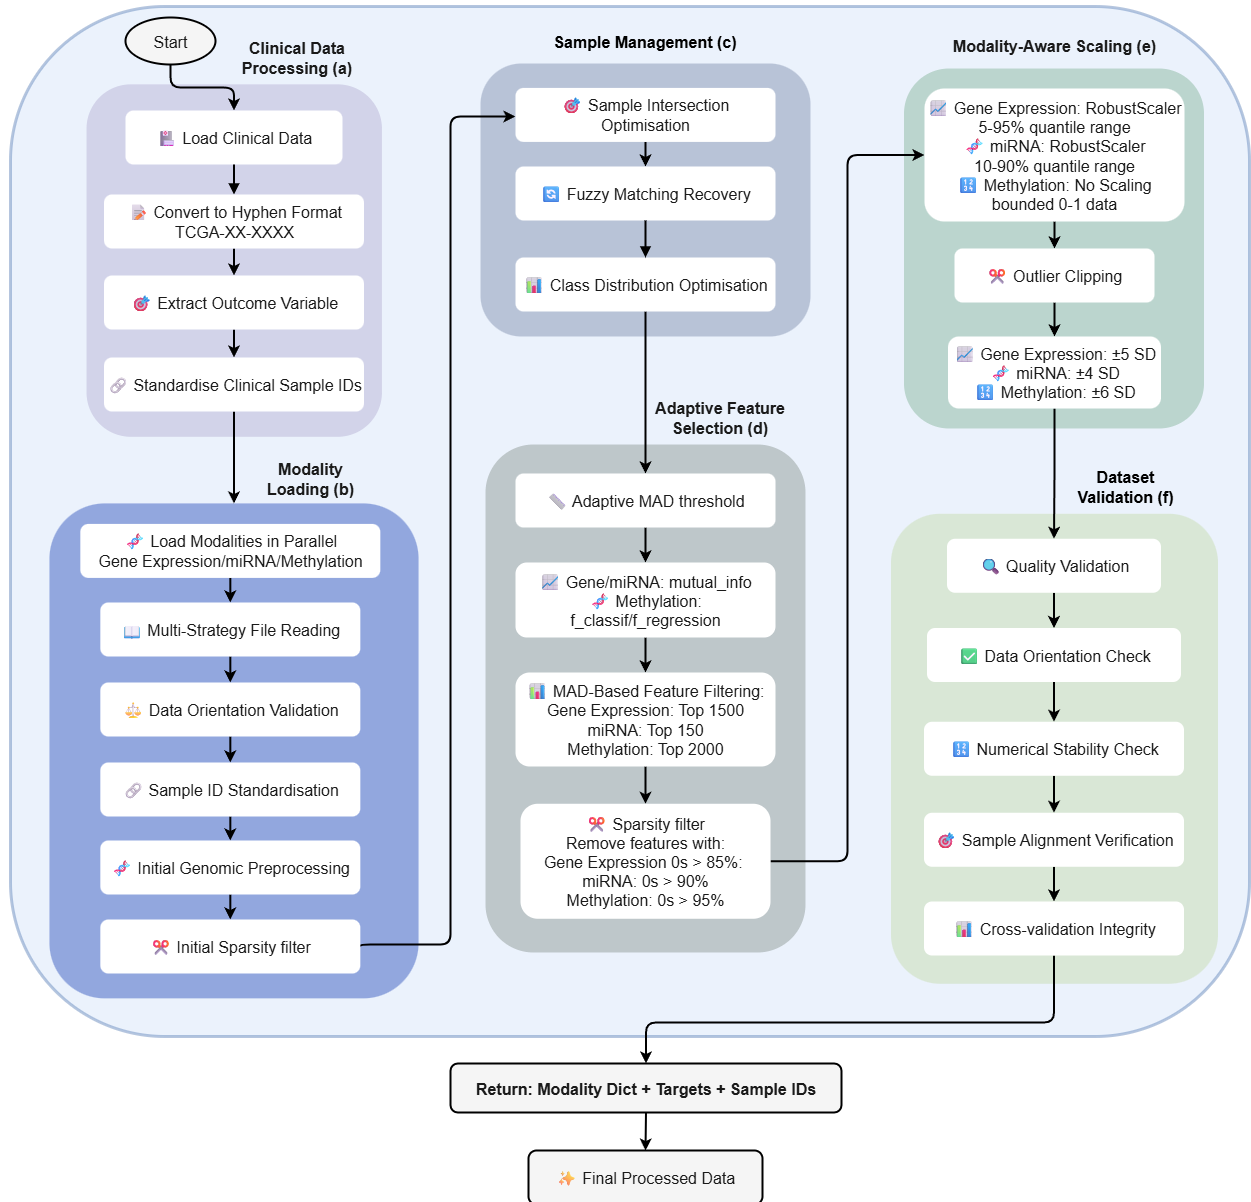 Start
Clinical Data
Processing (a)
Load Clinical Data
Convert to Hyphen Format
TCGA-XX-XXXX
Extract Outcome Variable
Standardise Clinical Sample IDs
Modality
Loading (b)
Load Modalities in Parallel
Gene Expression/miRNA/Methylation
Multi-Strategy File Reading
Data Orientation Validation
Sample ID Standardisation
Initial Genomic Preprocessing
Initial Sparsity filter
Sample Management (c)
Sample Intersection
Optimisation
Fuzzy Matching Recovery
Class Distribution Optimisation
Adaptive Feature
Selection (d)
Adaptive MAD threshold
Gene/miRNA: mutual_info
Methylation:
f_classif/f_regression
MAD-Based Feature Filtering:
Gene Expression: Top 1500
miRNA: Top 150
Methylation: Top 2000
Sparsity filter
Remove features with:
Gene Expression 0s > 85%:
miRNA: 0s > 90%
Methylation: 0s > 95%
Modality-Aware Scaling (e)
Gene Expression: RobustScaler
5-95% quantile range
miRNA: RobustScaler
10-90% quantile range
Methylation: No Scaling
bounded 0-1 data
Outlier Clipping
Gene Expression: ±5 SD
miRNA: ±4 SD
Methylation: ±6 SD
Dataset
Validation (f)
Quality Validation
Data Orientation Check
Numerical Stability Check
Sample Alignment Verification
Cross-validation Integrity
Return: Modality Dict + Targets + Sample IDs
Final Processed Data